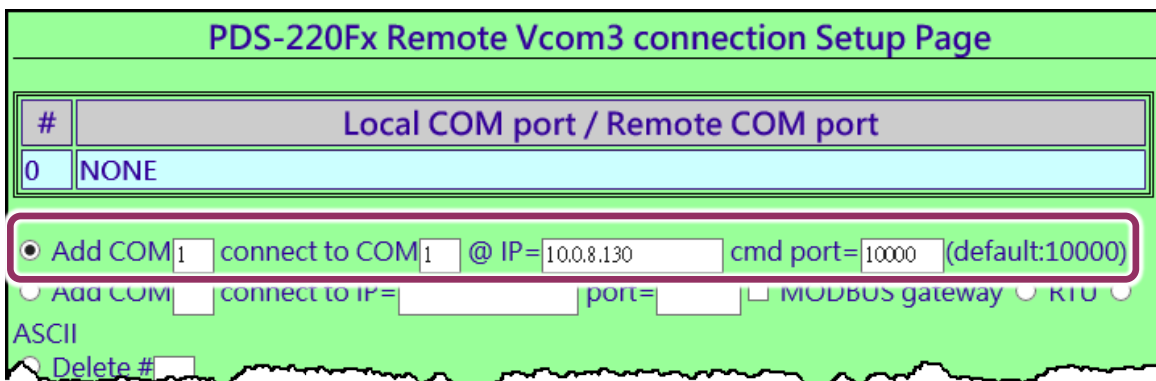 PDS-220Fx Remote Vcom3 connection Setup Page
# Local COM port / Remote COM port
0 NONE
Add COM 1 connect to COM 1 @ IP= 10.0.8.130 cmd port= 10000 (default:10000)
Add COM connect to IP= port= MODBUS gateway RTU
ASCII
Delete #